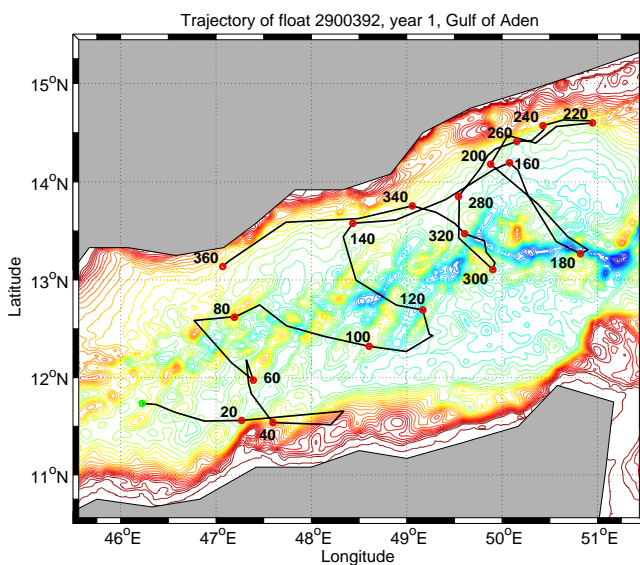 Trajectory of float 2900392, year 1, Gulf of Aden
15°N
14°N
13°N
12°N
11°N
Latitude
240
220
260
200
160
340
280
320
140
360
180
300
120
80
100
60
20
40
46°E
47°E
48°E
49°E
50°E
51°E
Longitude